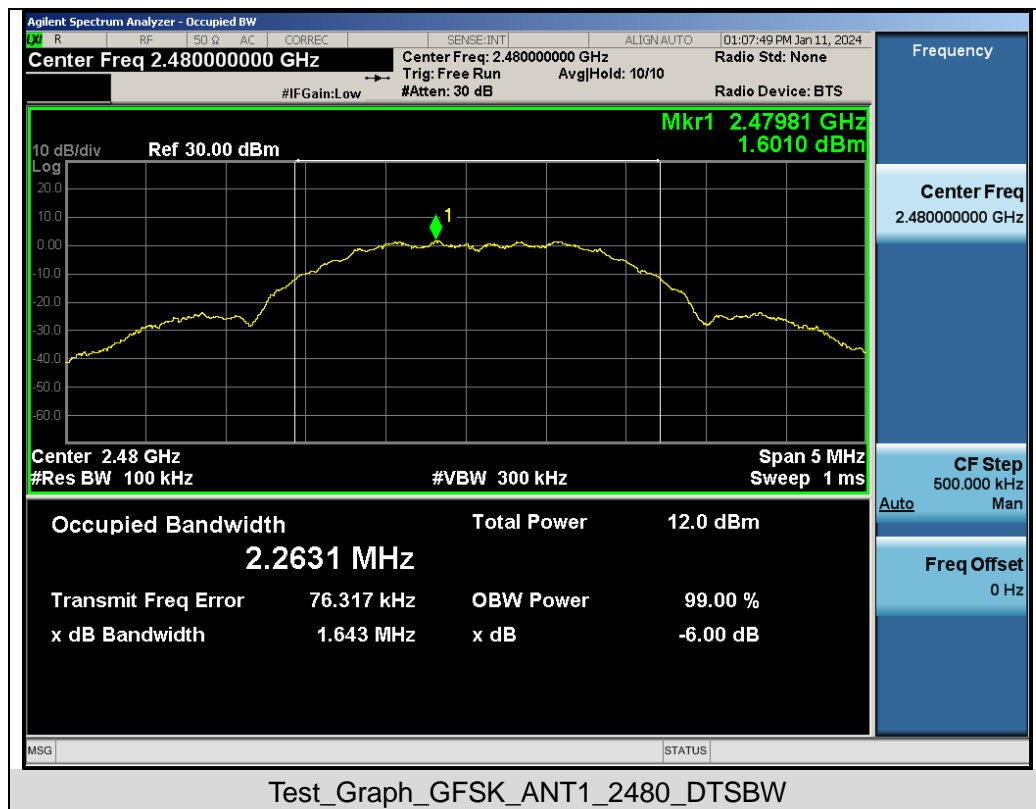 Agilent Spectrum Analyzer - Occupied BW
LXI R RF 50 Ω AC CORREC SENSE:INT ALIGN AUTO 01:07:49 PM Jan 11, 2024
Center Freq 2.480000000 GHz
Center Freq: 2.480000000 GHz
Radio Std: None
Trig: Free Run Avg|Hold: 10/10
#IFGain:Low #Atten: 30 dB Radio Device: BTS
Frequency
Mkr1 2.47981 GHz
1.6010 dBm
10 dB/div Ref 30.00 dBm
Log
20.0
10.0
0.00
-10.0
-20.0
-30.0
-40.0
-50.0
-60.0
1
Center 2.48 GHz Span 5 MHz
#Res BW 100 kHz #VBW 300 kHz Sweep 1 ms
Center Freq
2.480000000 GHz
CF Step
500.000 kHz
Auto Man
Freq Offset
0 Hz
Occupied Bandwidth Total Power 12.0 dBm
2.2631 MHz
Transmit Freq Error 76.317 kHz OBW Power 99.00 %
x dB Bandwidth 1.643 MHz x dB -6.00 dB
MSG STATUS
Test_Graph_GFSK_ANT1_2480_DTSBW